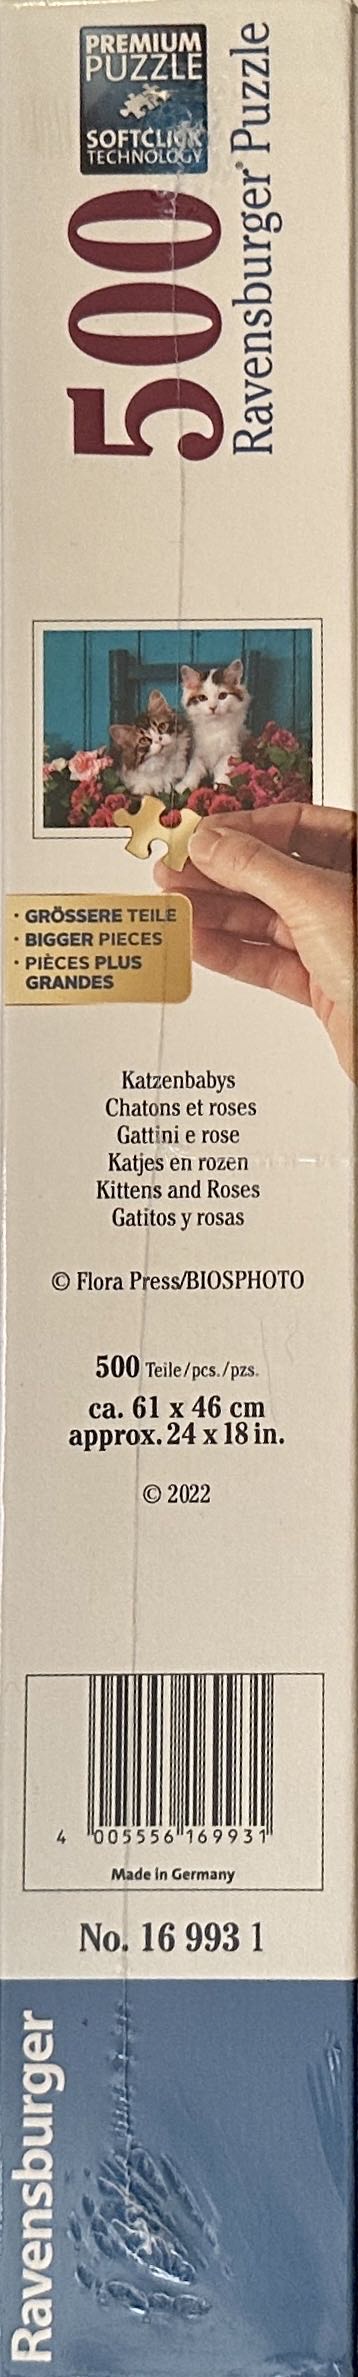 PREMIUM
PUZZLE
SOFTCLICK
TECHNOLOGY
500
Ravensburger® Puzzle
· GRÖSSERE TEILE
· BIGGER PIECES
· PIÈCES PLUS
GRANDES
Katzenbabys
Chatons et roses
Gattini e rose
Katjes en rozen
Kittens and Roses
Gatitos y rosas
© Flora Press/BIOSPHOTO
500 Teile/pcs./pzs.
ca. 61 x 46 cm
approx. 24 x 18 in.
© 2022
4 005556 169931
Made in Germany
No. 16 993 1
Ravensburger